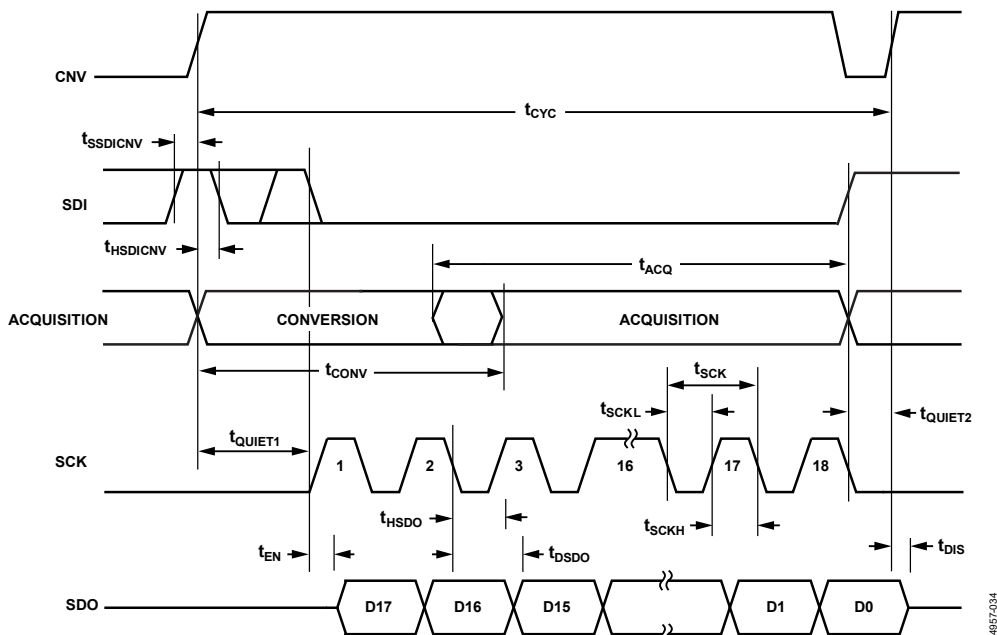 CNV
tCYC
tSSDICNV
SDI
tHSDICNV
tACQ
ACQUISITION
CONVERSION
ACQUISITION
tCONV
tSCK
tSCKL
tQUIET2
tQUIET1
SCK
1
2
3
16
17
18
tHSDO
tSCKH
tEN
tDSDO
tDIS
SDO
D17
D16
D15
D1
D0
4957-034